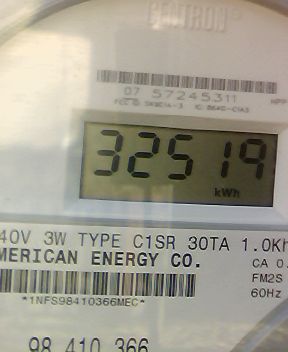 CENTRON®
07 57245311
32519
kWh
40V 3W TYPE C1SR 30TA 1.0Kh
MERICAN ENERGY CO.
CA 0.
FM2S
60Hz
*1NFS98410366MEC*
98 410 366